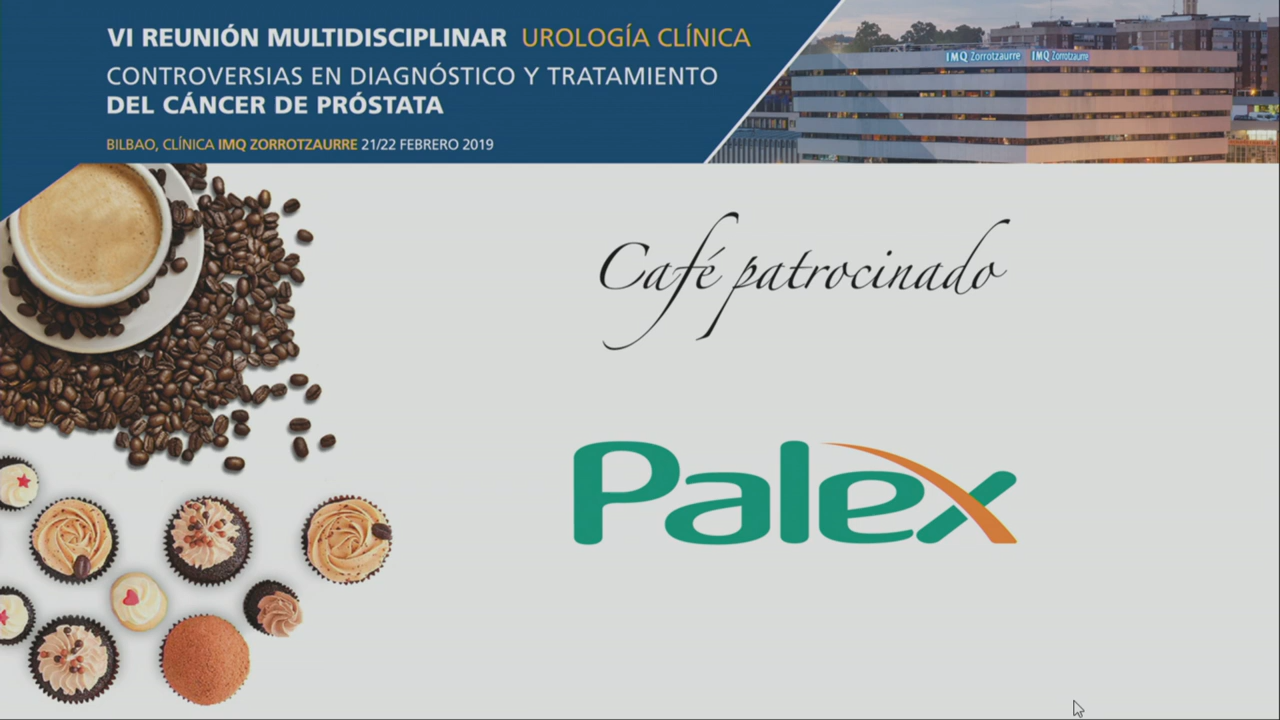 VI REUNIÓN MULTIDISCIPLINAR UROLOGÍA CLÍNICA
CONTROVERSIAS EN DIAGNÓSTICO Y TRATAMIENTO
DEL CÁNCER DE PRÓSTATA
BILBAO, CLÍNICA IMQ ZORROTZAURRE 21/22 FEBRERO 2019
IMQ Zorrotzaurre IMQ Zorrotzaurre
Café patrocinado
Palex